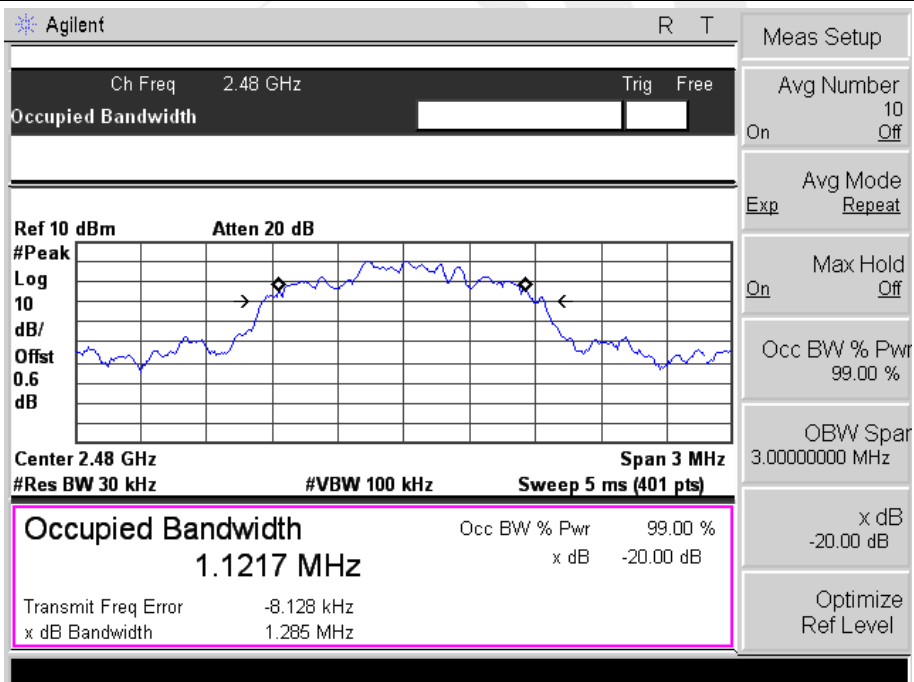 Agilent R T
Ch Freq 2.48 GHz Trig Free
Occupied Bandwidth
Ref 10 dBm Atten 20 dB
#Peak
Log
10
dB/
Offst
0.6
dB
Center 2.48 GHz Span 3 MHz
#Res BW 30 kHz #VBW 100 kHz Sweep 5 ms (401 pts)
Occupied Bandwidth
1.1217 MHz
Occ BW % Pwr 99.00 %
x dB -20.00 dB
Transmit Freq Error -8.128 kHz
x dB Bandwidth 1.285 MHz
Meas Setup
Avg Number
10
On Off
Avg Mode
Exp Repeat
Max Hold
On Off
Occ BW % Pwr
99.00 %
OBW Span
3.00000000 MHz
x dB
-20.00 dB
Optimize
Ref Level